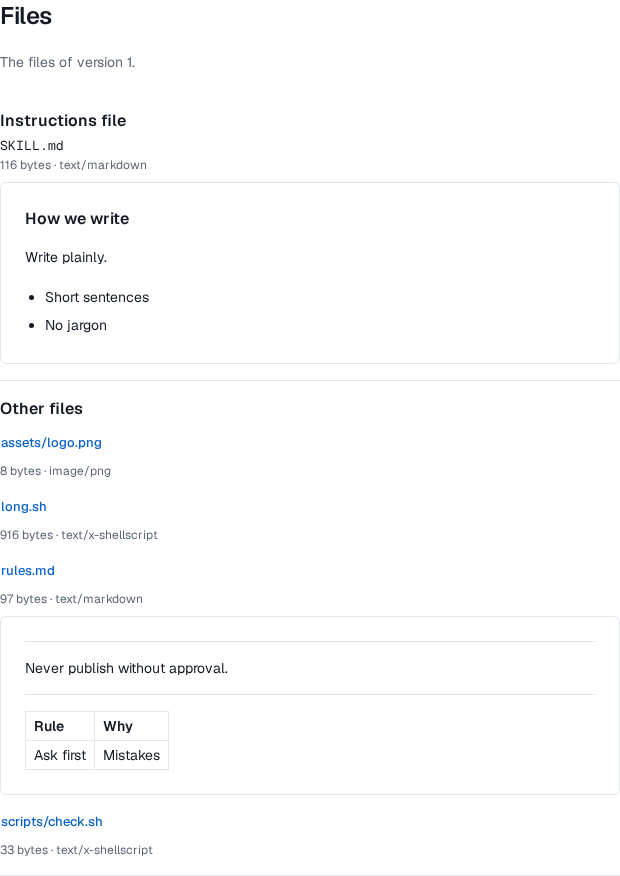 Files
The files of version 1.
Instructions file
SKILL.md
116 bytes · text/markdown
How we write
Write plainly.
• Short sentences
• No jargon
Other files
assets/logo.png
8 bytes · image/png
long.sh
916 bytes · text/x-shellscript
rules.md
97 bytes · text/markdown
Never publish without approval.
Rule Why
Ask first Mistakes
scripts/check.sh
33 bytes · text/x-shellscript